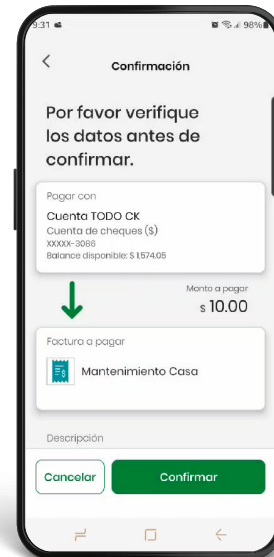 9:31
98%
Confirmación
Por favor verifique
los datos antes de
confirmar.
Pagar con
Cuenta TODO CK
Cuenta de cheques ($)
XXXXX-3086
Balance disponible: $ 1,574.05
Monto a pagar
$ 10.00
Factura a pagar
$
Mantenimiento Casa
Descripción
Cancelar
Confirmar